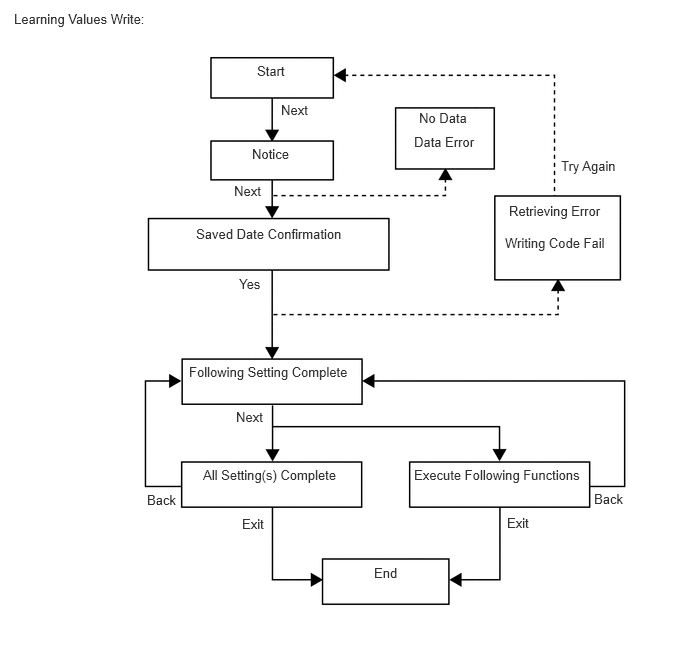 Learning Values Write:
Start
Next
No Data
Data Error
Notice
Try Again
Next
Retrieving Error
Writing Code Fail
Saved Date Confirmation
Yes
Following Setting Complete
Next
All Setting(s) Complete
Execute Following Functions
Back
Back
Exit
Exit
End